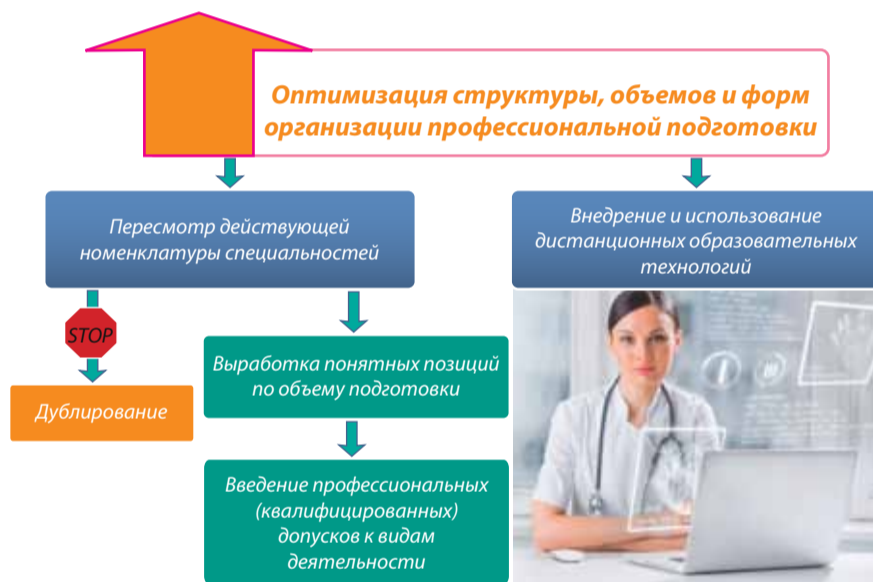 Оптимизация структуры, объемов и форм
организации профессиональной подготовки
Пересмотр действующей
номенклатуры специальностей
Внедрение и использование
дистанционных образовательных
технологий
STOP
Дублирование
Выработка понятных позиций
по объему подготовки
Введение профессиональных
(квалифицированных)
допусков к видам
деятельности